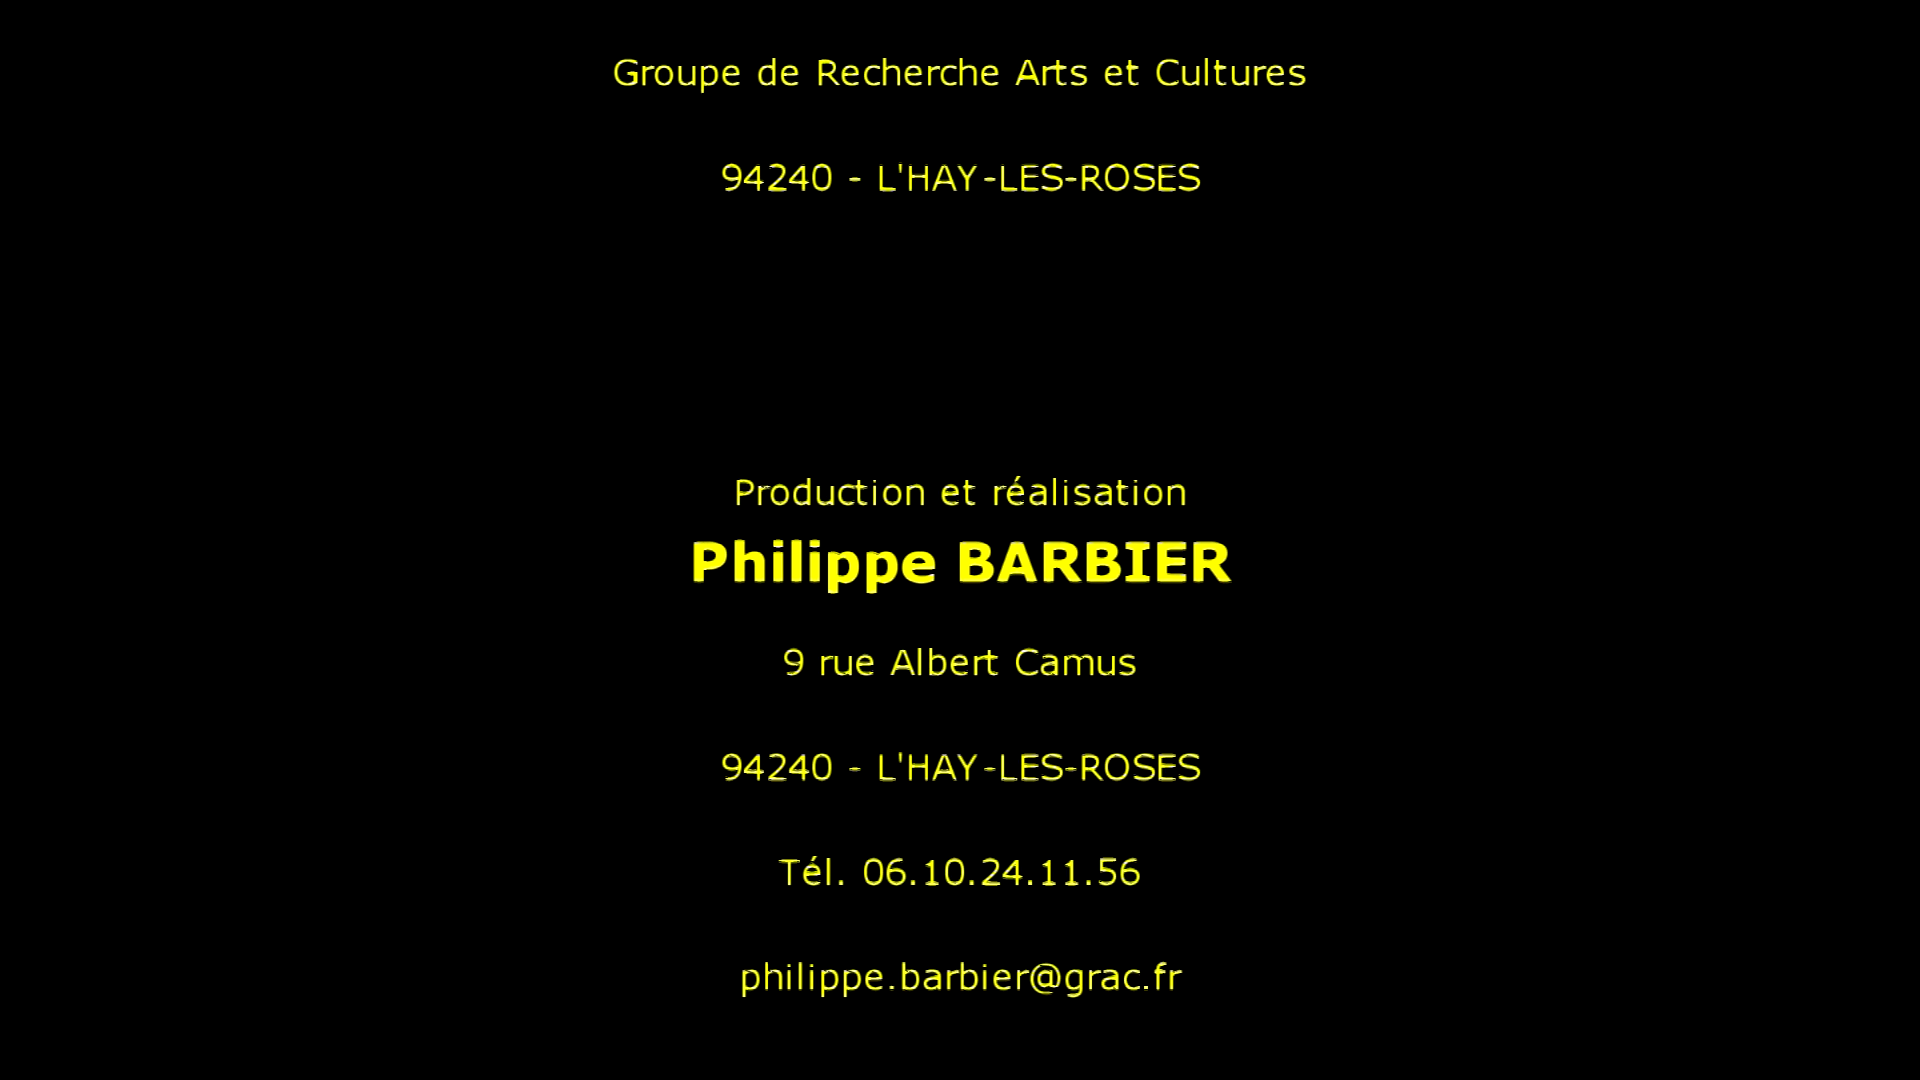 Groupe de Recherche Arts et Cultures
94240 - L'HAY-LES-ROSES
Production et réalisation
Philippe BARBIER
9 rue Albert Camus
94240 - L'HAY-LES-ROSES
Tél. 06.10.24.11.56
philippe.barbier@grac.fr